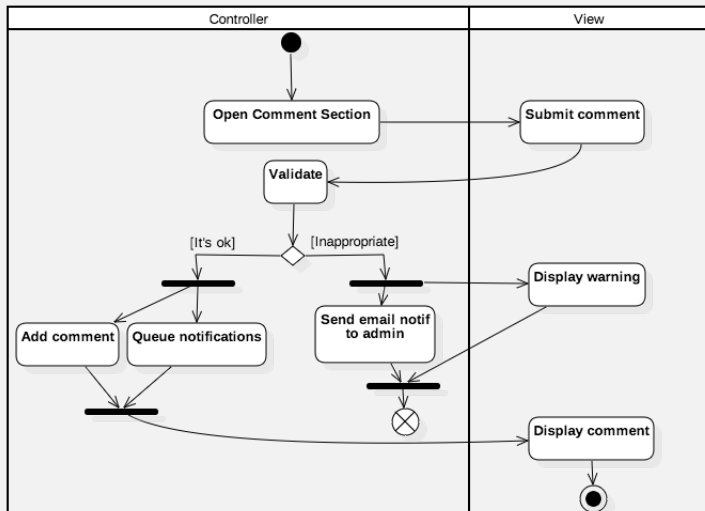 Controller
View
Open Comment Section
Submit comment
Validate
[It's ok]
[Inappropriate]
Display warning
Add comment
Queue notifications
Send email notif
to admin
Display comment